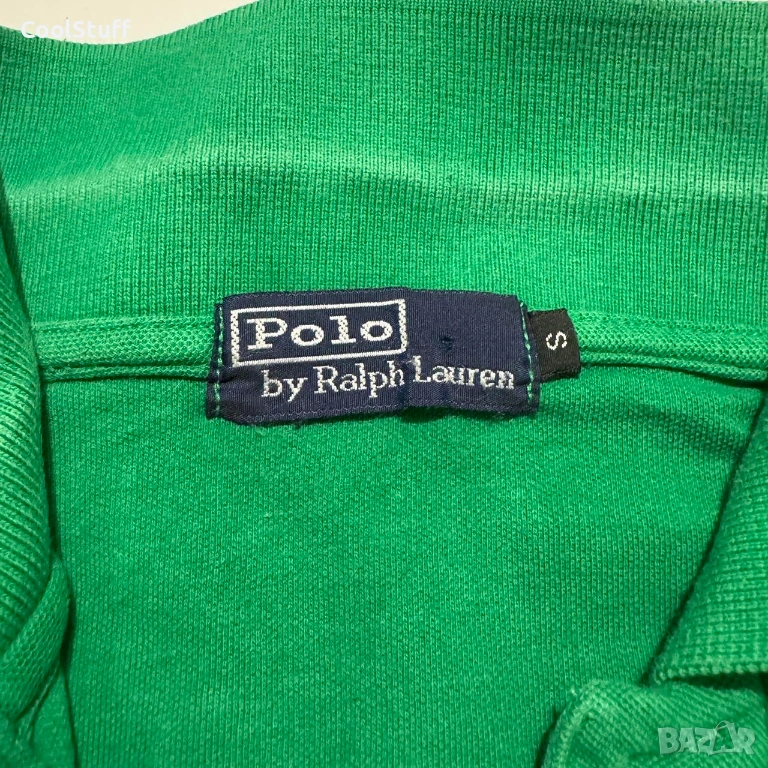 CoolStuff
Polo
by Ralph Lauren
S
BAZAR